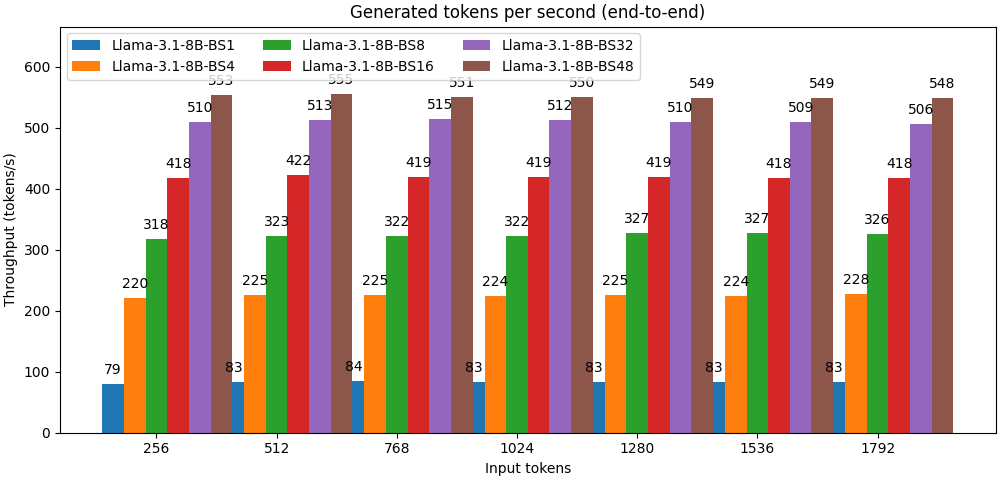 Generated tokens per second (end-to-end)
Llama-3.1-8B-BS1 Llama-3.1-8B-BS8 Llama-3.1-8B-BS32
Llama-3.1-8B-BS4 Llama-3.1-8B-BS16 Llama-3.1-8B-BS48
Throughput (tokens/s)
600
500
400
300
200
100
0
79 220 318 418 510 553
83 225 323 422 513 555
84 225 322 419 515 551
83 224 322 419 512 550
83 225 327 419 510 549
83 224 327 418 509 549
83 228 326 418 506 548
256 512 768 1024 1280 1536 1792
Input tokens